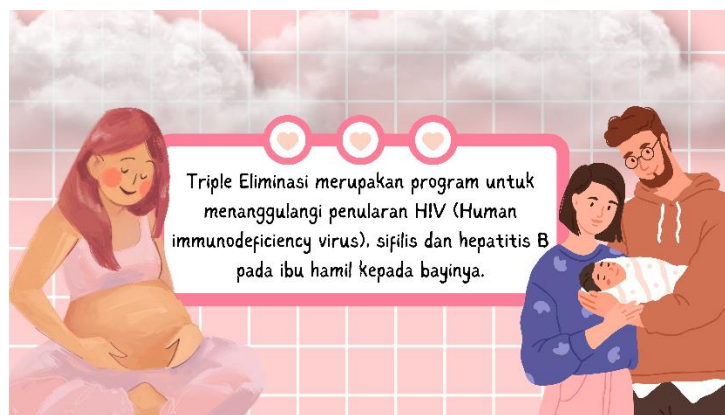 Triple Eliminasi merupakan program untuk
menanggulangi penularan HIV (Human
immunodeficiency virus), sifilis dan hepatitis B
pada ibu hamil kepada bayinya.